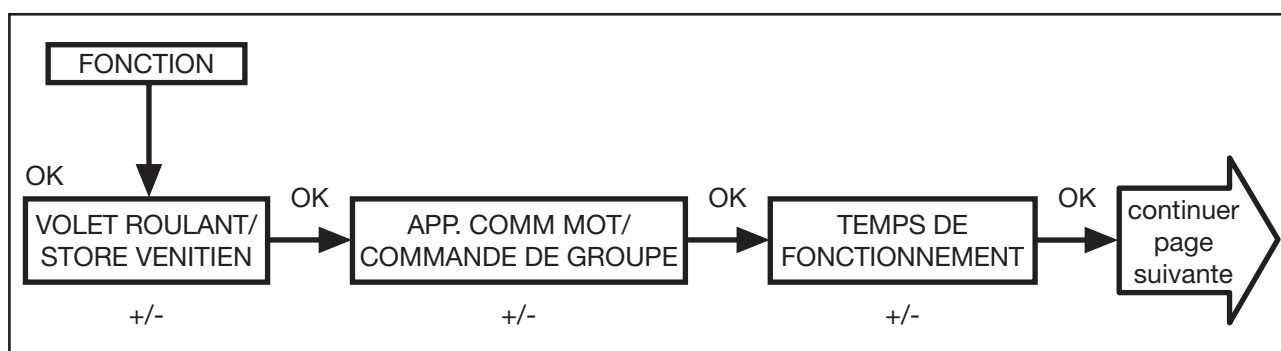 FONCTION
OK
VOLET ROULANT/
STORE VENITIEN
+/-
OK
APP. COMM MOT/
COMMANDE DE GROUPE
+/-
OK
TEMPS DE
FONCTIONNEMENT
+/-
OK
continuer
page
suivante